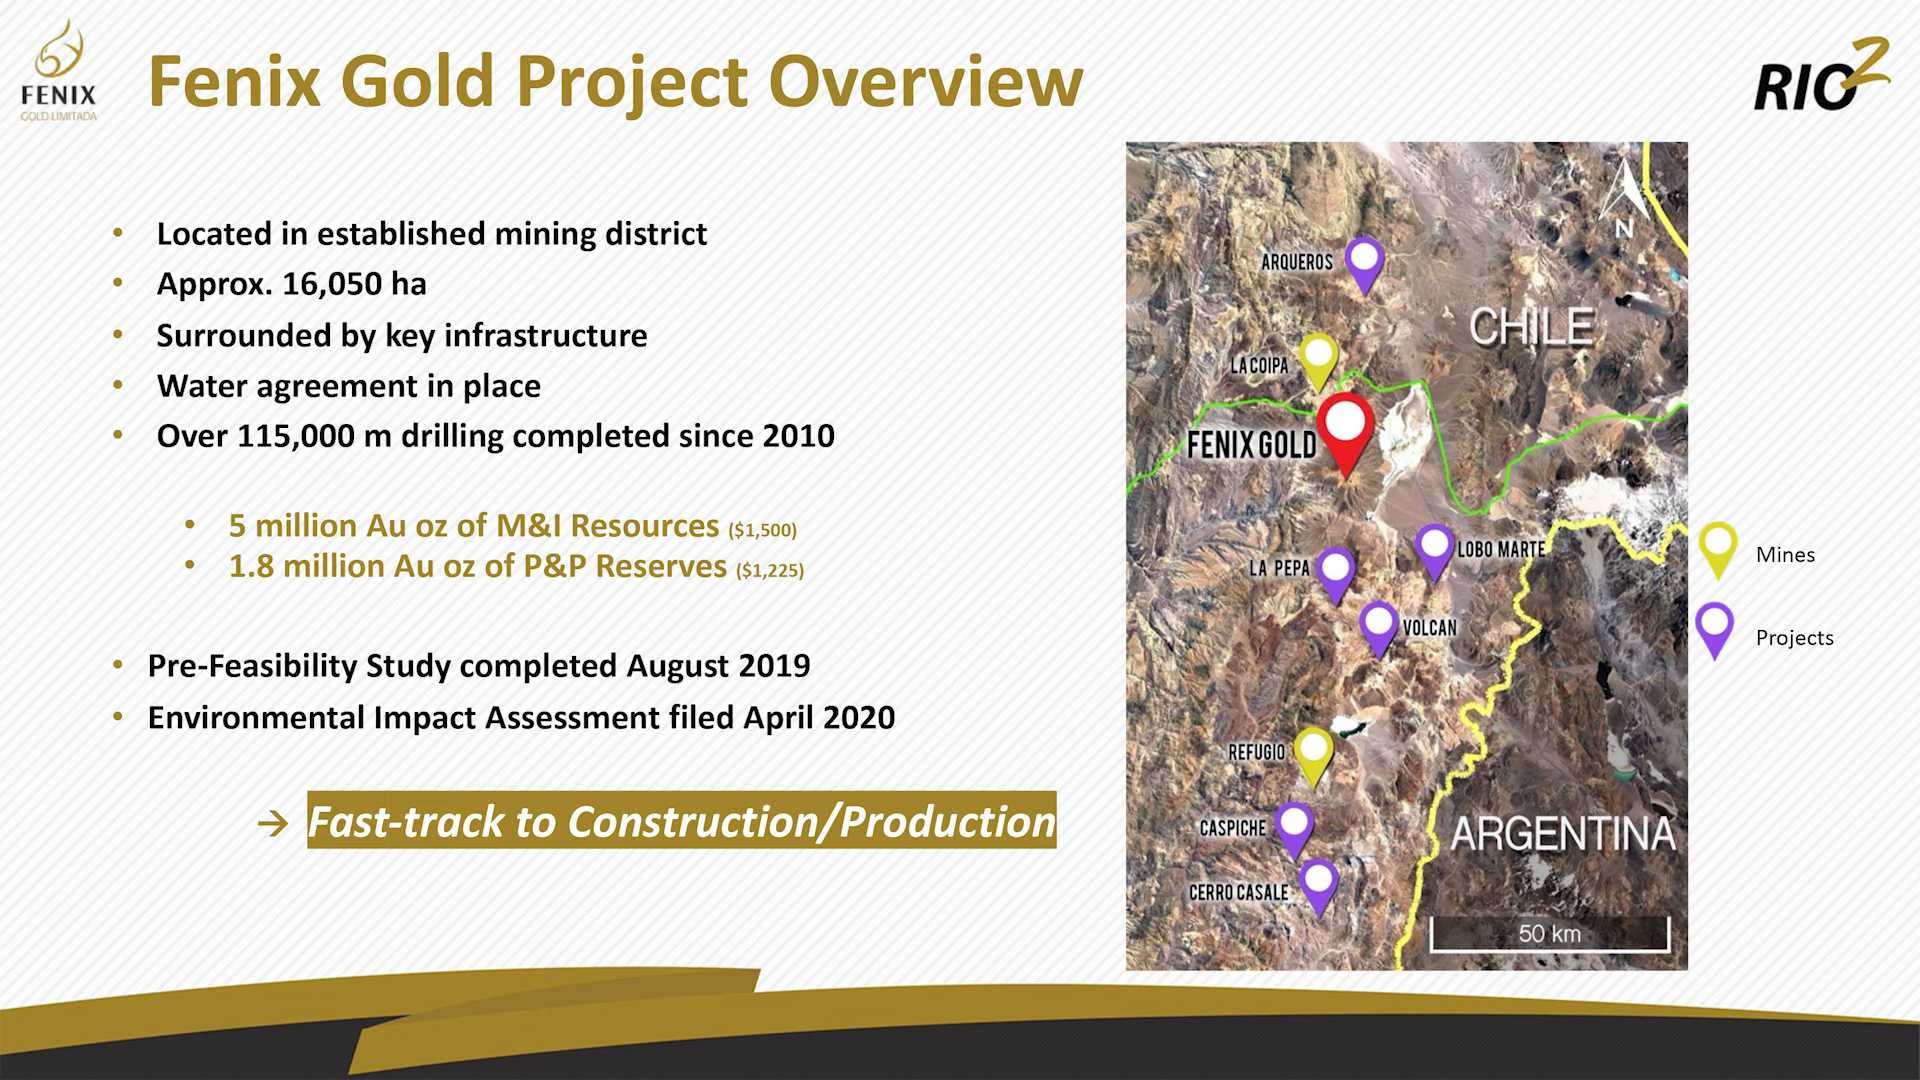 FENIX
GOLD LIMITADA
Fenix Gold Project Overview
RIO2
• Located in established mining district
• Approx. 16,050 ha
• Surrounded by key infrastructure
• Water agreement in place
• Over 115,000 m drilling completed since 2010
• 5 million Au oz of M&I Resources ($1,500)
• 1.8 million Au oz of P&P Reserves ($1,225)
• Pre-Feasibility Study completed August 2019
• Environmental Impact Assessment filed April 2020
→ Fast-track to Construction/Production
N
ARQUEROS
CHILE
LA COIPA
FENIX GOLD
LOBO MARTE
LA PEPA
VOLCAN
REFUGIO
CASPICHE
ARGENTINA
CERRO CASALE
50 km
Mines
Projects